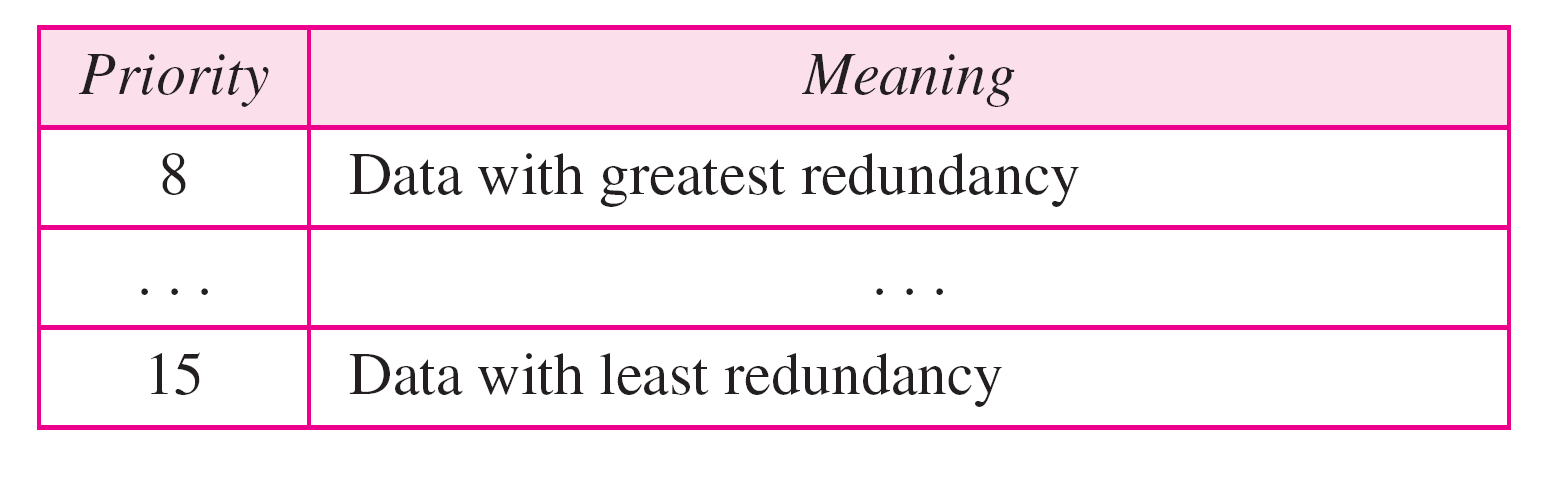 Priority Meaning
8 Data with greatest redundancy
. . . . . .
15 Data with least redundancy